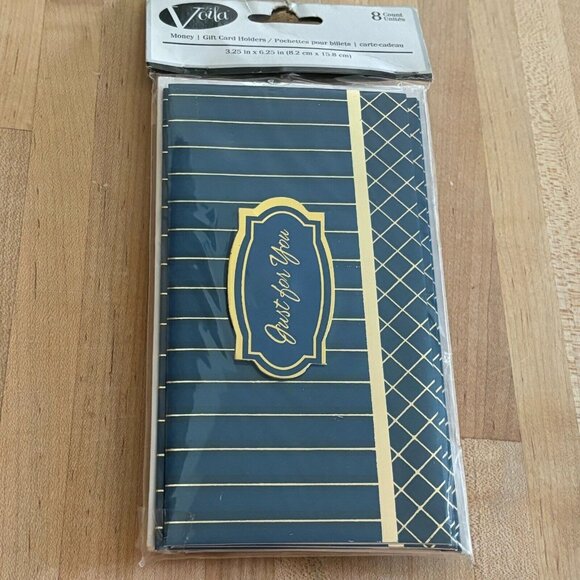 Voila
8 Count
Unités
Money | Gift Card Holders / Pochettes pour billets | carte-cadeau
3.25 in x 6.25 in (8.2 cm x 15.8 cm)
Just for You